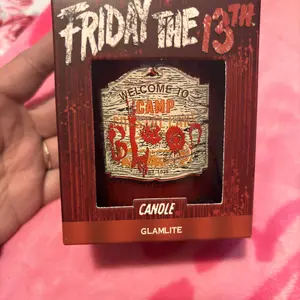 FRIDAY THE 13TH
WELCOME TO
CAMP
BLOOD
CANDLE
GLAMLITE